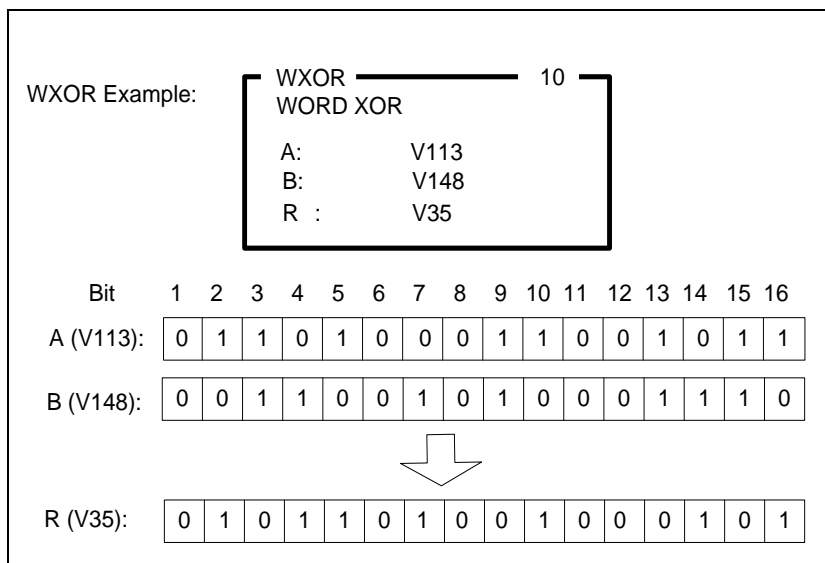 WXOR 10
WXOR Example:
WORD XOR
A: V113
B: V148
R : V35
Bit 1 2 3 4 5 6 7 8 9 10 11 12 13 14 15 16
A (V113): 0 1 1 0 1 0 0 0 1 1 0 0 1 0 1 1
B (V148): 0 0 1 1 0 0 1 0 1 0 0 0 1 1 1 0
R (V35): 0 1 0 1 1 0 1 0 0 1 0 0 0 1 0 1